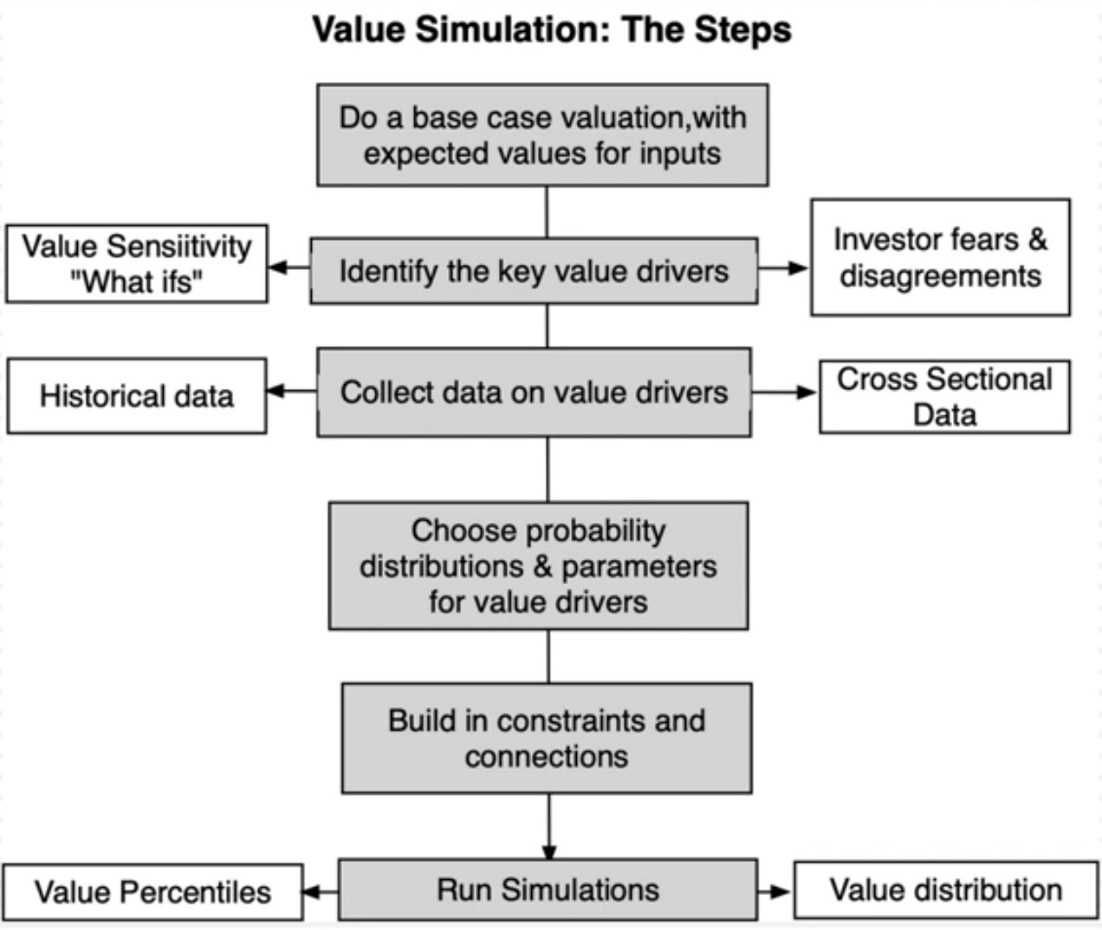 Value Simulation: The Steps
Do a base case valuation,with
expected values for inputs
Value Sensiitivity
"What ifs"
Identify the key value drivers
Investor fears &
disagreements
Historical data
Collect data on value drivers
Cross Sectional
Data
Choose probability
distributions & parameters
for value drivers
Build in constraints and
connections
Value Percentiles
Run Simulations
Value distribution